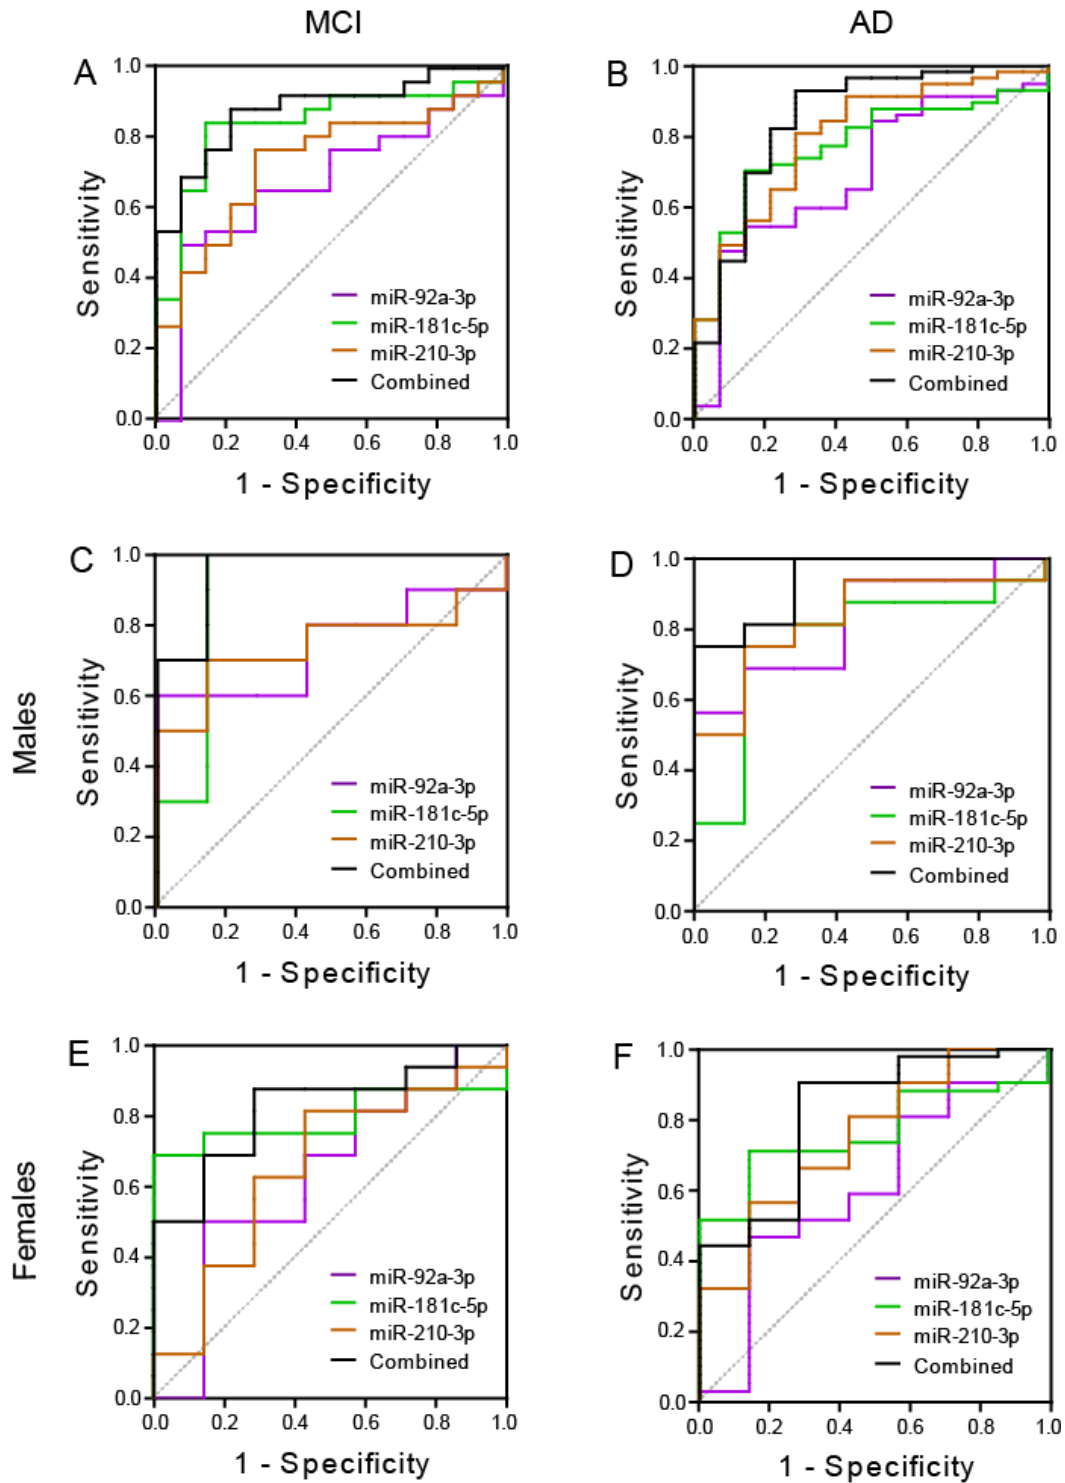 MCI
AD
A
1.0
0.8
0.6
0.4
0.2
0.0
Sensitivity
miR-92a-3p
miR-181c-5p
miR-210-3p
Combined
0.0 0.2 0.4 0.6 0.8 1.0
1 - Specificity
B
1.0
0.8
0.6
0.4
0.2
0.0
Sensitivity
miR-92a-3p
miR-181c-5p
miR-210-3p
Combined
0.0 0.2 0.4 0.6 0.8 1.0
1 - Specificity
Males
C
1.0
0.8
0.6
0.4
0.2
0.0
Sensitivity
miR-92a-3p
miR-181c-5p
miR-210-3p
Combined
0.0 0.2 0.4 0.6 0.8 1.0
1 - Specificity
D
1.0
0.8
0.6
0.4
0.2
0.0
Sensitivity
miR-92a-3p
miR-181c-5p
miR-210-3p
Combined
0.0 0.2 0.4 0.6 0.8 1.0
1 - Specificity
Females
E
1.0
0.8
0.6
0.4
0.2
0.0
Sensitivity
miR-92a-3p
miR-181c-5p
miR-210-3p
Combined
0.0 0.2 0.4 0.6 0.8 1.0
1 - Specificity
F
1.0
0.8
0.6
0.4
0.2
0.0
Sensitivity
miR-92a-3p
miR-181c-5p
miR-210-3p
Combined
0.0 0.2 0.4 0.6 0.8 1.0
1 - Specificity